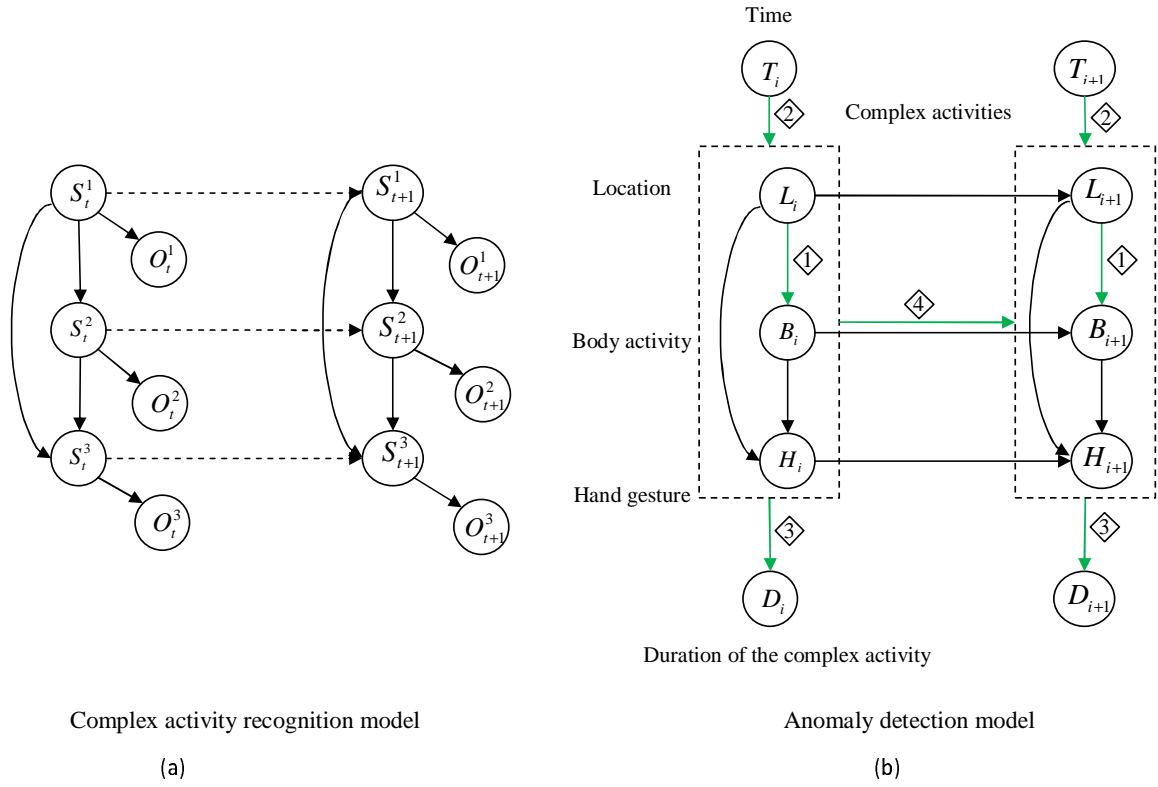 Time
T_i
T_{i+1}
2
2
Complex activities
S_t^1
S_{t+1}^1
O_t^1
O_{t+1}^1
S_t^2
S_{t+1}^2
O_t^2
O_{t+1}^2
S_t^3
S_{t+1}^3
O_t^3
O_{t+1}^3
Location
L_i
L_{i+1}
1
1
4
Body activity
B_i
B_{i+1}
Hand gesture
H_i
H_{i+1}
3
3
D_i
D_{i+1}
Duration of the complex activity
Complex activity recognition model
(a)
Anomaly detection model
(b)